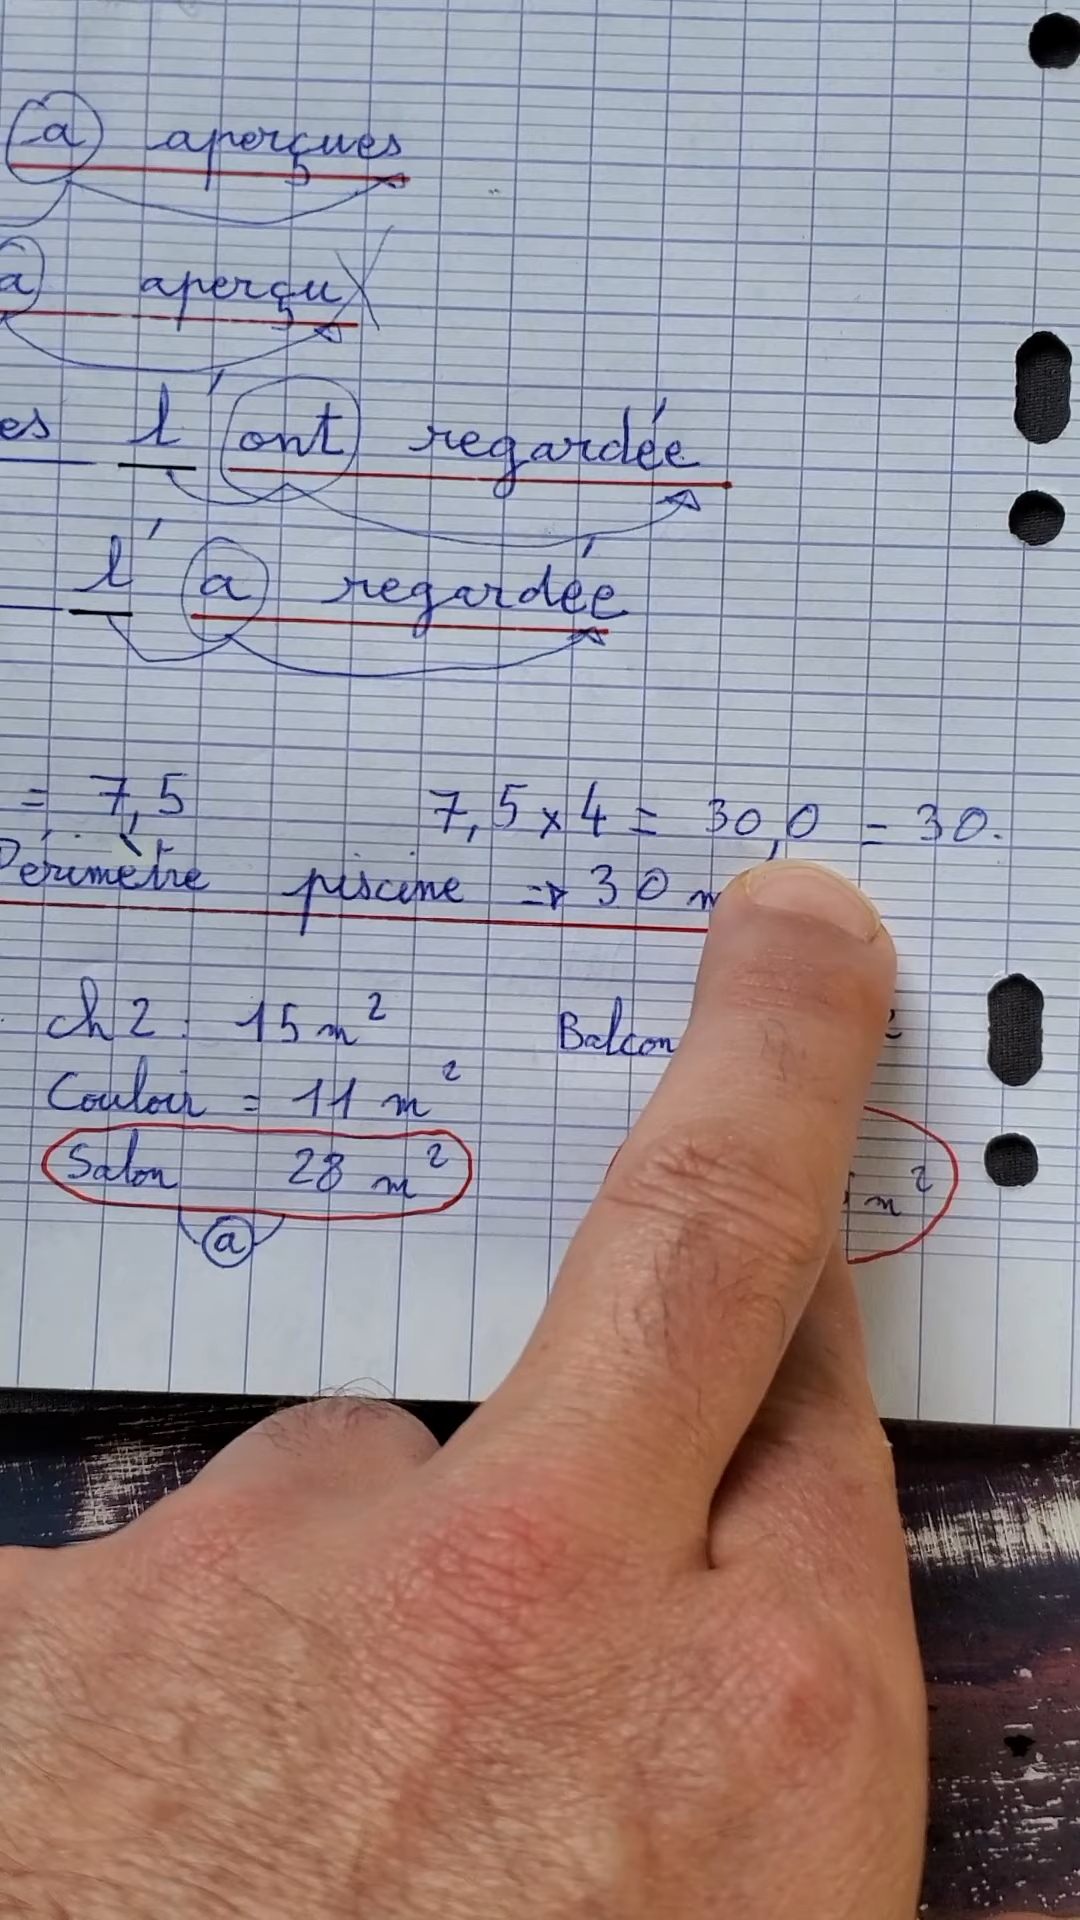 a aperçues
a aperçu
es l' ont regardée
l' a regardée
= 7,5 7,5 x 4 = 30,0 = 30.
Périmètre piscine => 30 m
ch 2 : 15 m² Balcon
Couloir = 11 m²
Salon 28 m² m²
a